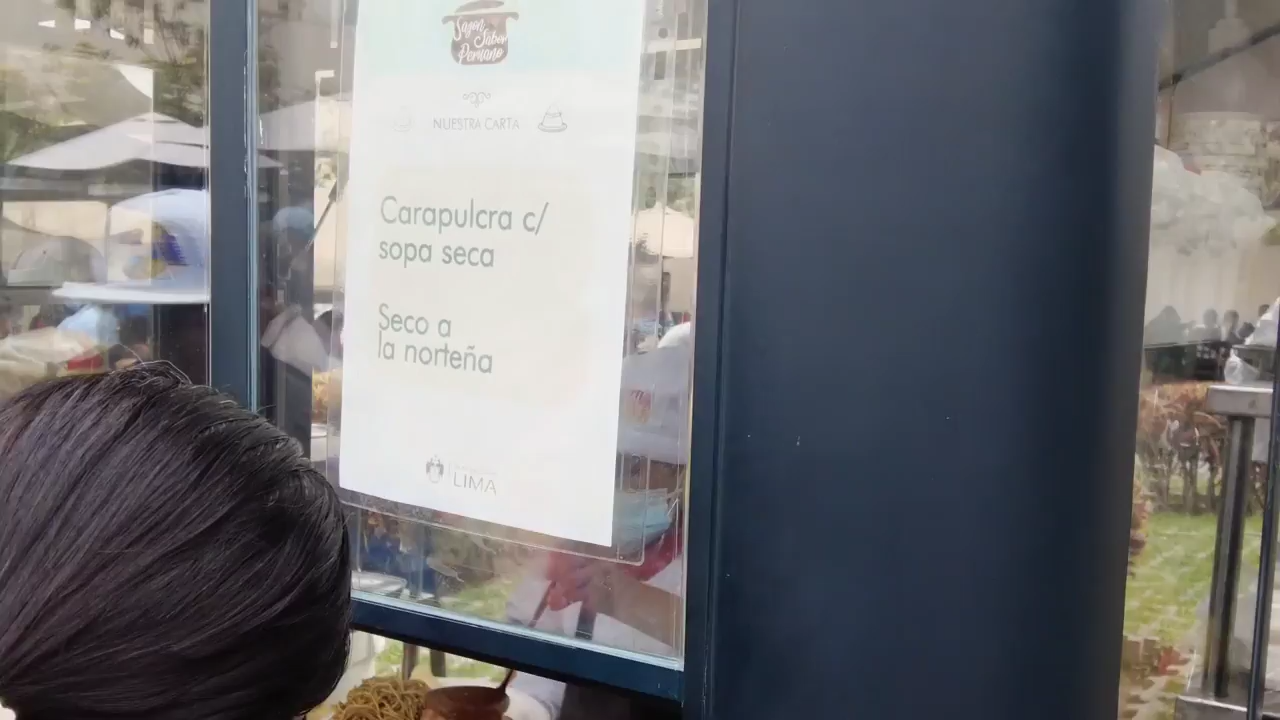 Sazón
Sabor
Peruano
NUESTRA CARTA
Carapulcra c/
sopa seca
Seco a
la norteña
LIMA